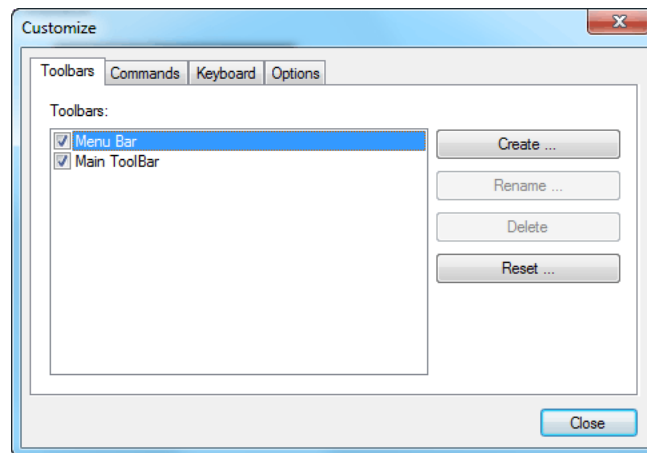 Customize
Toolbars Commands Keyboard Options
Toolbars:
Menu Bar
Main ToolBar
Create ...
Rename ...
Delete
Reset ...
Close